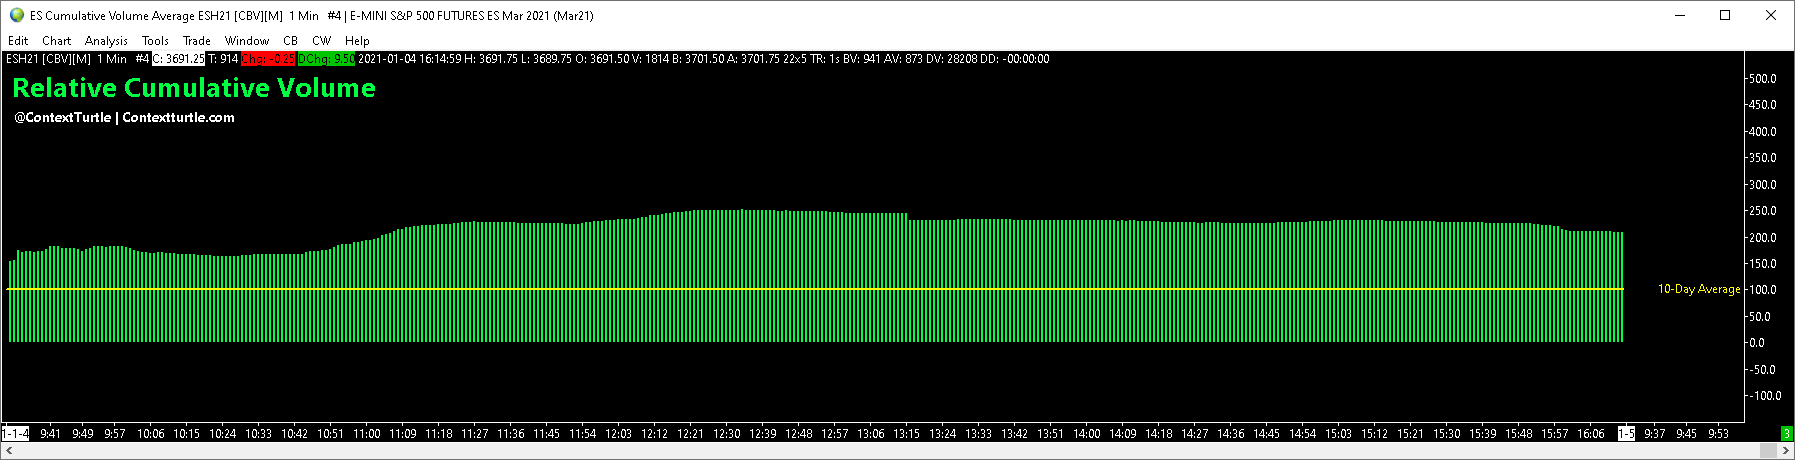 ES Cumulative Volume Average ESH21 [CBV][M] 1 Min #4 | E-MINI S&P 500 FUTURES ES Mar 2021 (Mar21)
Edit Chart Analysis Tools Trade Window CB CW Help
ESH21 [CBV][M] 1 Min #4 C: 3691.25 T: 914 Chg: -0.25 DChg: 9.50 2021-01-04 16:14:59 H: 3691.75 L: 3689.75 O: 3691.50 V: 1814 B: 3701.50 A: 3701.75 22x5 TR: 1s BV: 941 AV: 873 DV: 28208 DD: -00:00:00
Relative Cumulative Volume
@ContextTurtle | Contextturtle.com
500.0
450.0
400.0
350.0
300.0
250.0
200.0
150.0
10-Day Average 100.0
50.0
0.0
-50.0
-100.0
1-1-4 9:41 9:49 9:57 10:06 10:15 10:24 10:33 10:42 10:51 11:00 11:09 11:18 11:27 11:36 11:45 11:54 12:03 12:12 12:21 12:30 12:39 12:48 12:57 13:06 13:15 13:24 13:33 13:42 13:51 14:00 14:09 14:18 14:27 14:36 14:45 14:54 15:03 15:12 15:21 15:30 15:39 15:48 15:57 16:06 1-5 9:37 9:45 9:53 3